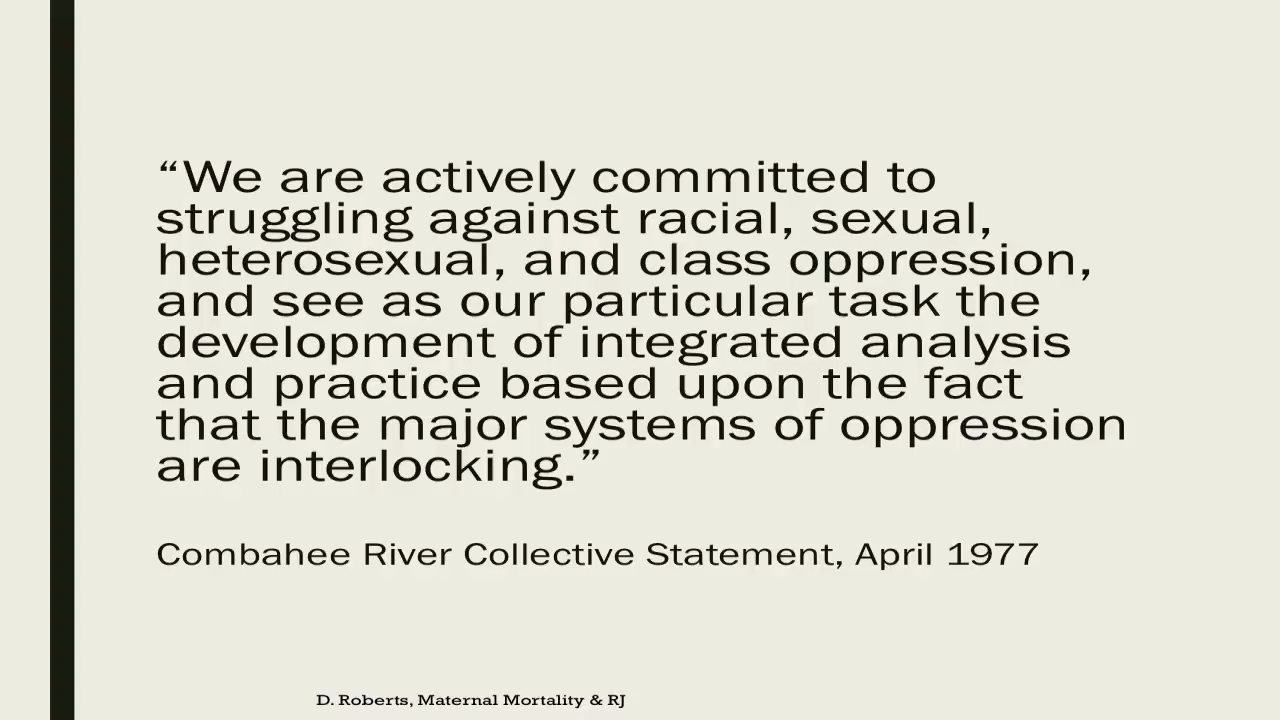 “We are actively committed to
struggling against racial, sexual,
heterosexual, and class oppression,
and see as our particular task the
development of integrated analysis
and practice based upon the fact
that the major systems of oppression
are interlocking.”
Combahee River Collective Statement, April 1977
D. Roberts, Maternal Mortality & RJ